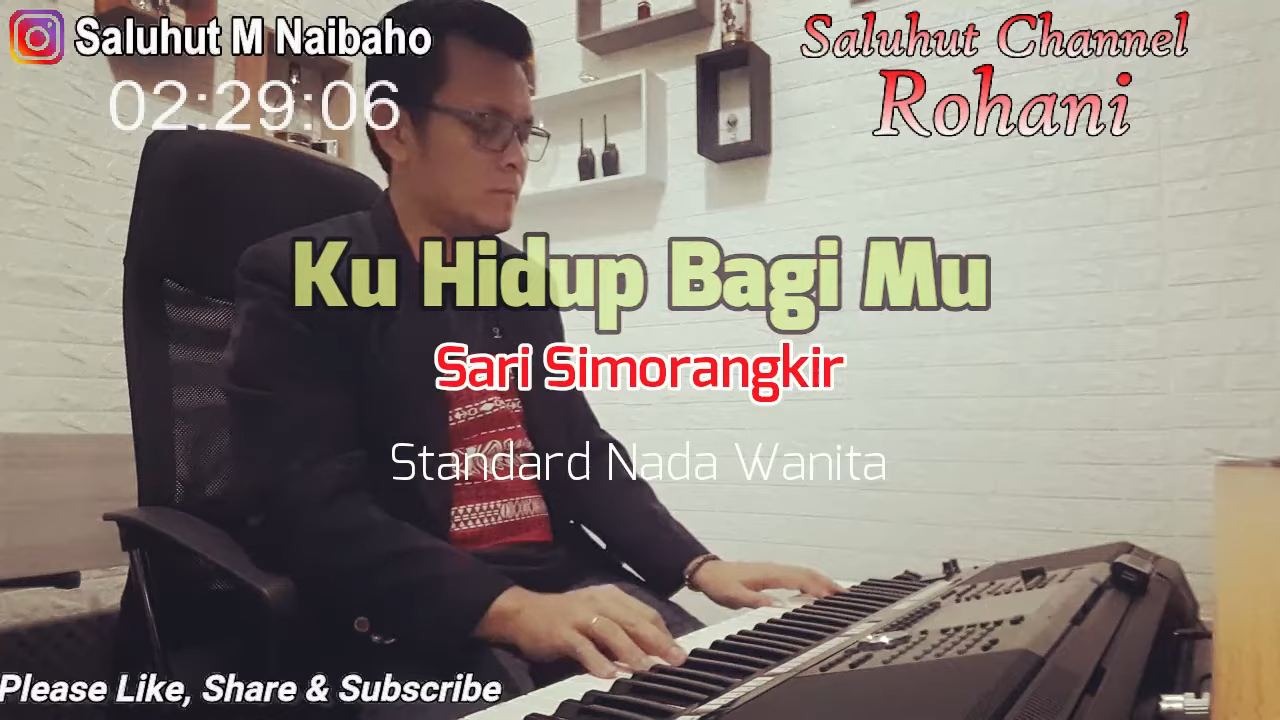 Saluhut M Naibaho
02:29:06
Saluhut Channel
Rohani
Ku Hidup Bagi Mu
Sari Simorangkir
Standard Nada Wanita
Please Like, Share & Subscribe